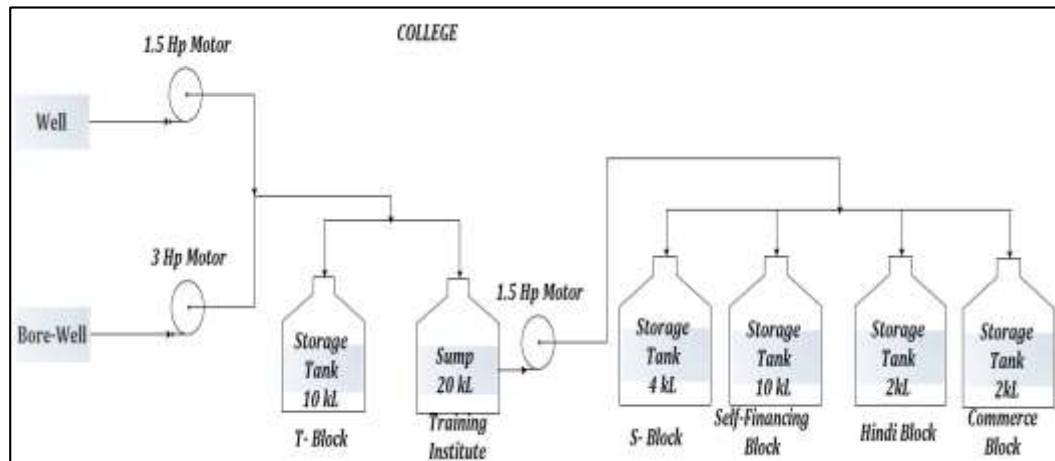 COLLEGE
1.5 Hp Motor
Well
3 Hp Motor
Bore-Well
Storage
Tank
10 kL
T- Block
Sump
20 kL
Training
Institute
1.5 Hp Motor
Storage
Tank
4 kL
S- Block
Storage
Tank
10 kL
Self-Financing
Block
Storage
Tank
2kL
Hindi Block
Storage
Tank
2kL
Commerce
Block